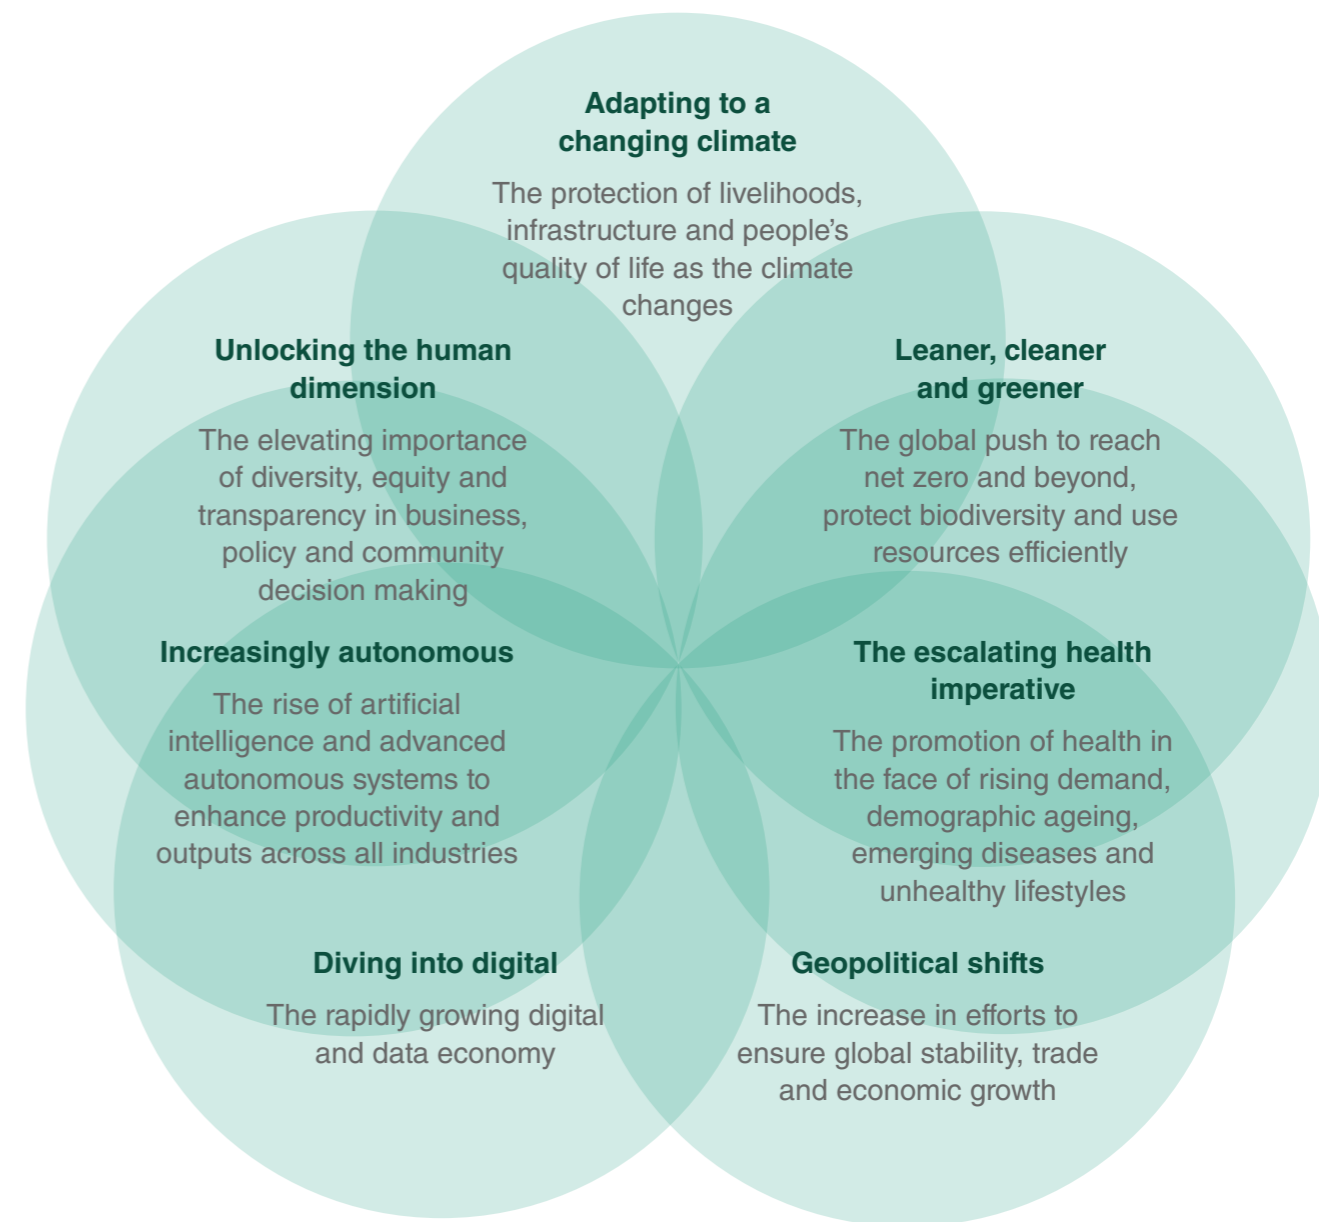 Adapting to a
changing climate
The protection of livelihoods,
infrastructure and people’s
quality of life as the climate
changes
Unlocking the human
dimension
The elevating importance
of diversity, equity and
transparency in business,
policy and community
decision making
Leaner, cleaner
and greener
The global push to reach
net zero and beyond,
protect biodiversity and use
resources efficiently
Increasingly autonomous
The rise of artificial
intelligence and advanced
autonomous systems to
enhance productivity and
outputs across all industries
The escalating health
imperative
The promotion of health in
the face of rising demand,
demographic ageing,
emerging diseases and
unhealthy lifestyles
Diving into digital
The rapidly growing digital
and data economy
Geopolitical shifts
The increase in efforts to
ensure global stability, trade
and economic growth